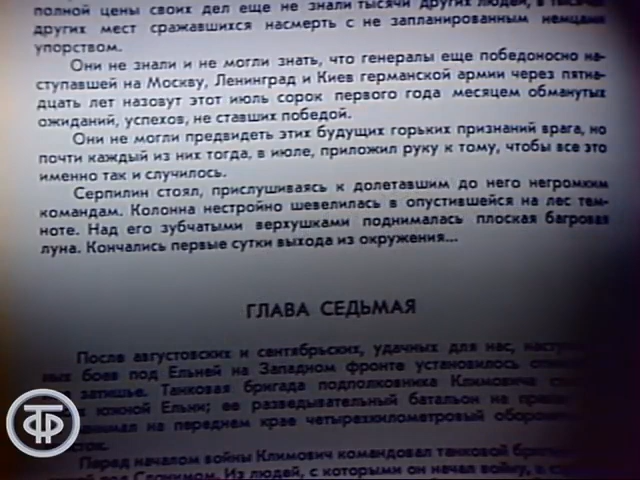 полной цены своих дел еще не знали тысячи других людей, в тысячах
других мест сражавшихся насмерть с не запланированным немцами
упорством.
Они не знали и не могли знать, что генералы еще победоносно на-
ступавшей на Москву, Ленинград и Киев германской армии через пятна-
дцать лет назовут этот июль сорок первого года месяцем обманутых
ожиданий, успехов, не ставших победой.
Они не могли предвидеть этих будущих горьких признаний врага, но
почти каждый из них тогда, в июле, приложил руку к тому, чтобы все это
именно так и случилось.
Серпилин стоял, прислушиваясь к долетавшим до него негромким
командам. Колонна нестройно шевелилась в опустившейся на лес тем-
ноте. Над его зубчатыми верхушками поднималась плоская багровая
луна. Кончались первые сутки выхода из окружения...
ГЛАВА СЕДЬМАЯ
После августовских и сентябрьских, удачных для нас,
ных боев под Ельней на Западном фронте установилось
затишье. Танковая бригада подполковника Климовича
южной Ельни; ее разведывательный батальон на
на переднем крае четырехкилометровый
Перед началом войны Климович командовал танковой
под Слонимом. Из людей, с которыми он начал войну, в